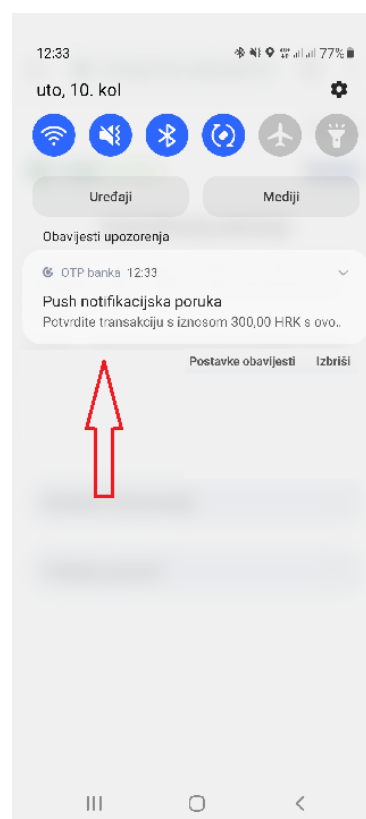 12:33 77%
uto, 10. kol
Uređaji Mediji
Obavijesti upozorenja
OTP banka 12:33
Push notifikacijska poruka
Potvrdite transakciju s iznosom 300,00 HRK s ovo..
Postavke obavijesti Izbriši